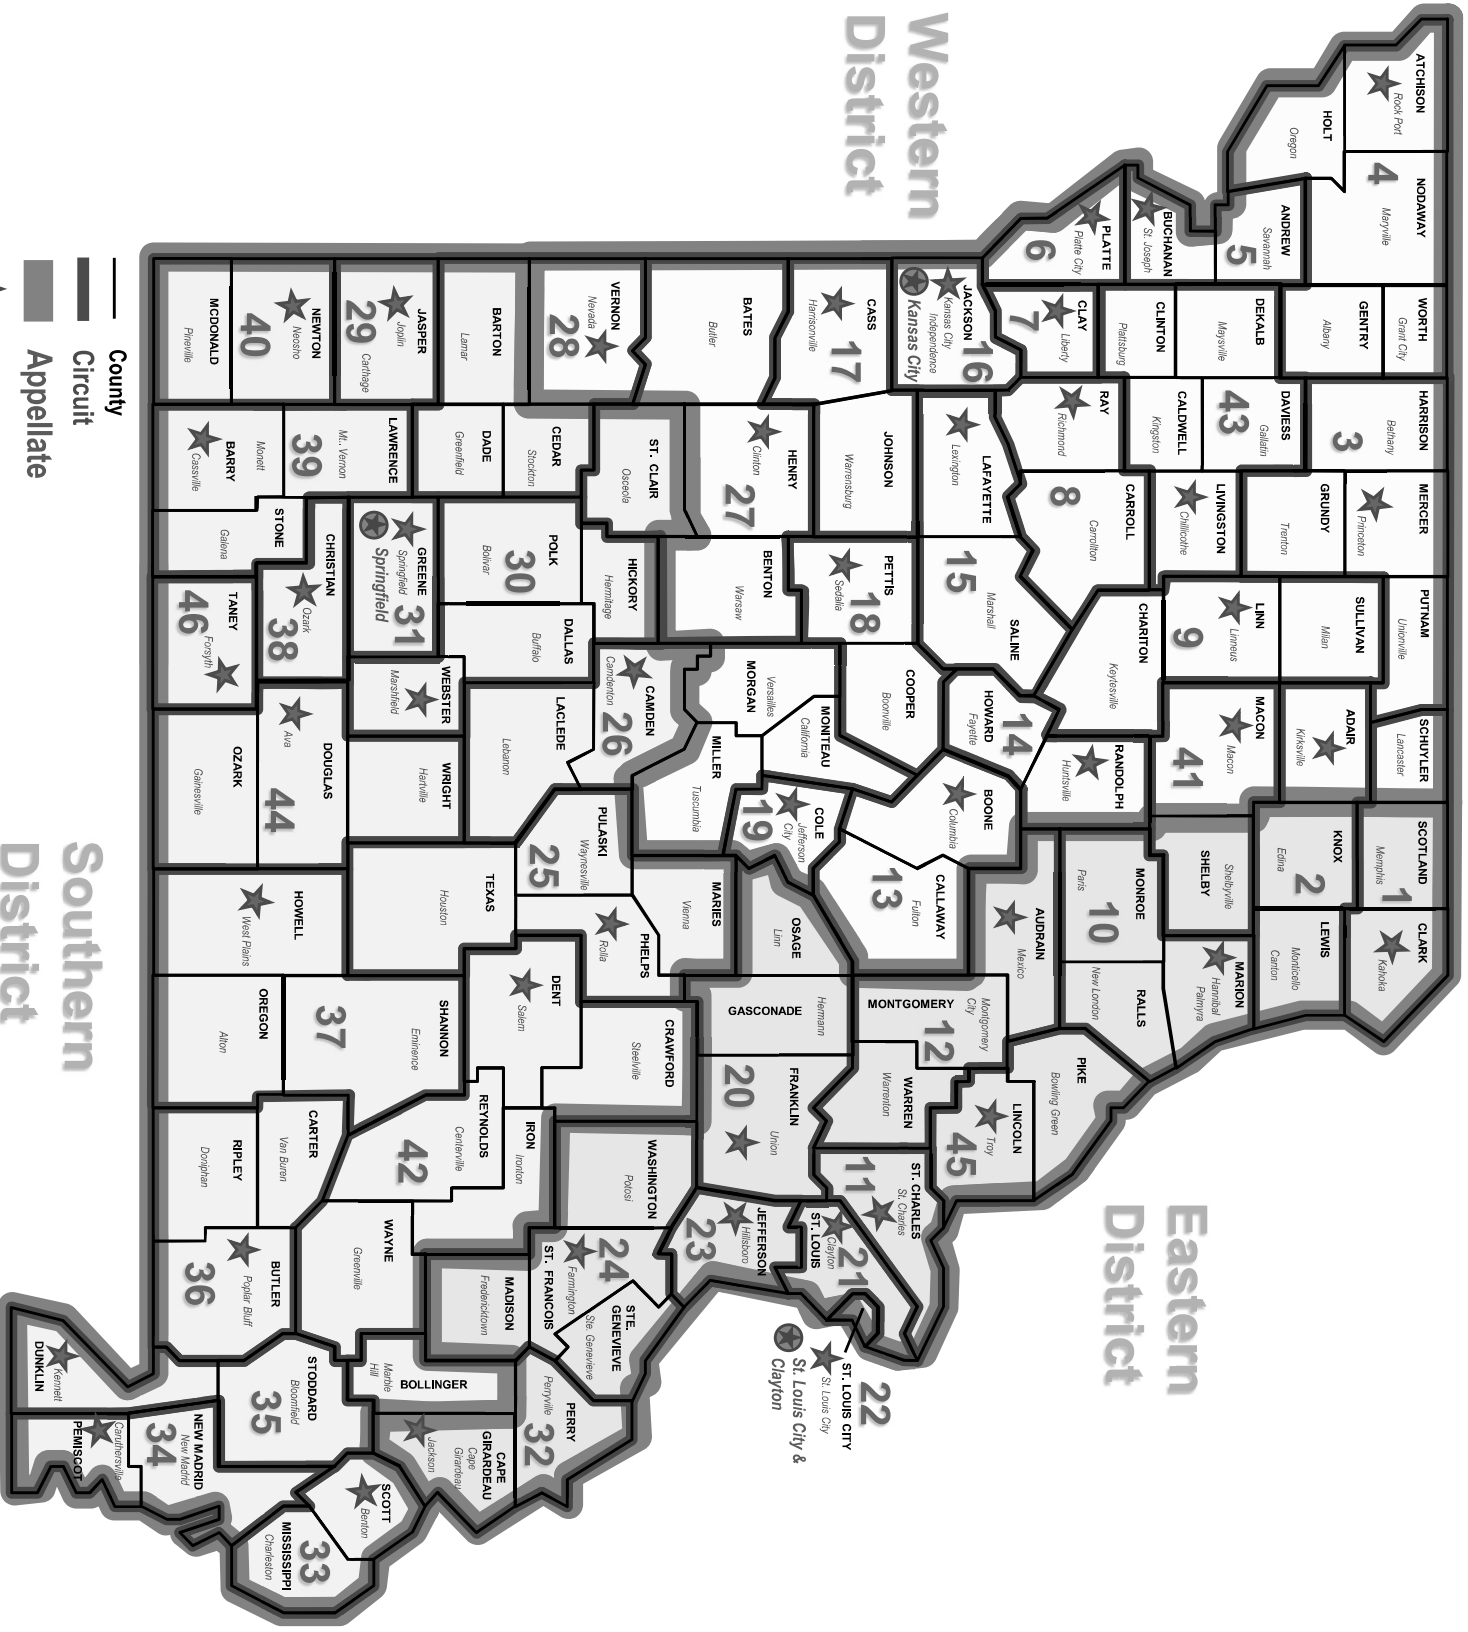 Western
District
ATCHISON
Rock Port
HOLT
Oregon
4
NODAWAY
Maryville
ANDREW
Savannah
5
BUCHANAN
St. Joseph
PLATTE
Platte City
6
WORTH
Grant City
GENTRY
Albany
DEKALB
Maysville
CLINTON
Plattsburg
CLAY
Liberty
7
JACKSON
Kansas City
Independence
Kansas City
16
CASS
Harrisonville
17
BATES
Butler
VERNON
Nevada
28
BARTON
Lamar
JASPER
Joplin
Carthage
29
NEWTON
Neosho
40
MCDONALD
Pineville
HARRISON
Bethany
3
DAVIESS
Gallatin
43
CALDWELL
Kingston
RAY
Richmond
LAFAYETTE
Lexington
JOHNSON
Warrensburg
HENRY
Clinton
27
ST. CLAIR
Osceola
CEDAR
Stockton
DADE
Greenfield
LAWRENCE
Mt.. Vernon
39
BARRY
Monett
Cassville
MERCER
Princeton
GRUNDY
Trenton
LIVINGSTON
Chillicothe
CARROLL
Carrollton
8
SALINE
Marshall
15
PETTIS
Sedalia
18
BENTON
Warsaw
HICKORY
Hermitage
POLK
Bolivar
30
DALLAS
Buffalo
GREENE
Springfield
Springfield
31
CHRISTIAN
Ozark
38
STONE
Galena
TANEY
Forsyth
46
PUTNAM
Unionville
SULLIVAN
Milan
LINN
Linneus
9
CHARITON
Keytesville
HOWARD
Fayette
14
COOPER
Boonville
MORGAN
Versailles
MONITEAU
California
CAMDEN
Camdenton
26
MILLER
Tuscumbia
LACLEDE
Lebanon
WEBSTER
Marshfield
WRIGHT
Hartville
DOUGLAS
Ava
44
OZARK
Gainesville
SCHUYLER
Lancaster
ADAIR
Kirksville
MACON
Macon
41
RANDOLPH
Huntsville
BOONE
Columbia
COLE
Jefferson
City
19
PULASKI
Waynesville
25
TEXAS
Houston
HOWELL
West Plains
SCOTLAND
Memphis
1
CLARK
Kahoka
KNOX
Edina
2
LEWIS
Monticello
Canton
SHELBY
Shelbyville
MARION
Hannibal
Palmyra
MONROE
Paris
10
RALLS
New London
AUDRAIN
Mexico
CALLAWAY
Fulton
13
OSAGE
Linn
MARIES
Vienna
PHELPS
Rolla
DENT
Salem
SHANNON
Eminence
37
OREGON
Alton
PIKE
Bowling Green
MONTGOMERY
Montgomery
City
12
GASCONADE
Hermann
CRAWFORD
Steelville
LINCOLN
Troy
45
WARREN
Warrenton
FRANKLIN
Union
20
WASHINGTON
Potosi
IRON
Ironton
REYNOLDS
Centerville
42
CARTER
Van Buren
RIPLEY
Doniphan
ST. CHARLES
St. Charles
11
ST. LOUIS
Clayton
21
JEFFERSON
Hillsboro
23
ST. FRANCOIS
Farmington
24
STE.
GENEVIEVE
Ste. Genevieve
MADISON
Fredericktown
WAYNE
Greenville
BUTLER
Poplar Bluff
36
22
ST. LOUIS CITY
St. Louis City
St. Louis City &
Clayton
PERRY
Perryville
32
BOLLINGER
Marble
Hill
CAPE
GIRARDEAU
Cape
Girardeau
Jackson
STODDARD
Bloomfield
35
SCOTT
Benton
MISSISSIPPI
Charleston
33
NEW MADRID
New Madrid
34
PEMISCOT
Caruthersville
DUNKLIN
Kennett
Eastern
District
Southern
District
County
Circuit
Appellate